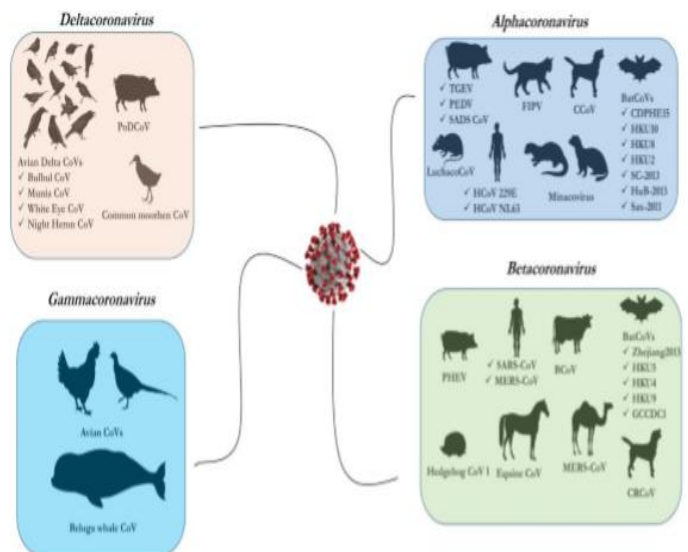 Deltacoronavirus
PoDCoV
Avian Delta CoVs
✓ Bulbul CoV
✓ Munia CoV
✓ White Eye CoV
✓ Night Heron CoV
Common moorhen CoV
Alphacoronavirus
✓ TGEV
✓ PEDV
✓ SADS CoV
FIPV
CCoV
BatCoVs
✓ CDPHE15
✓ HKU10
✓ HKU8
✓ HKU2
✓ SC-2013
✓ HuB-2013
✓ Sax-2011
LuchacoCoV
✓ HCoV 229E
✓ HCoV NL63
Minacovirus
Gammacoronavirus
Avian CoVs
Beluga whale CoV
Betacoronavirus
PHEV
✓ SARS-CoV
✓ MERS-CoV
BCoV
BatCoVs
✓ Zhejiang2013
✓ HKU5
✓ HKU4
✓ HKU9
✓ GCCDC1
Hedgehog CoV 1
Equine CoV
MERS-CoV
CRCoV